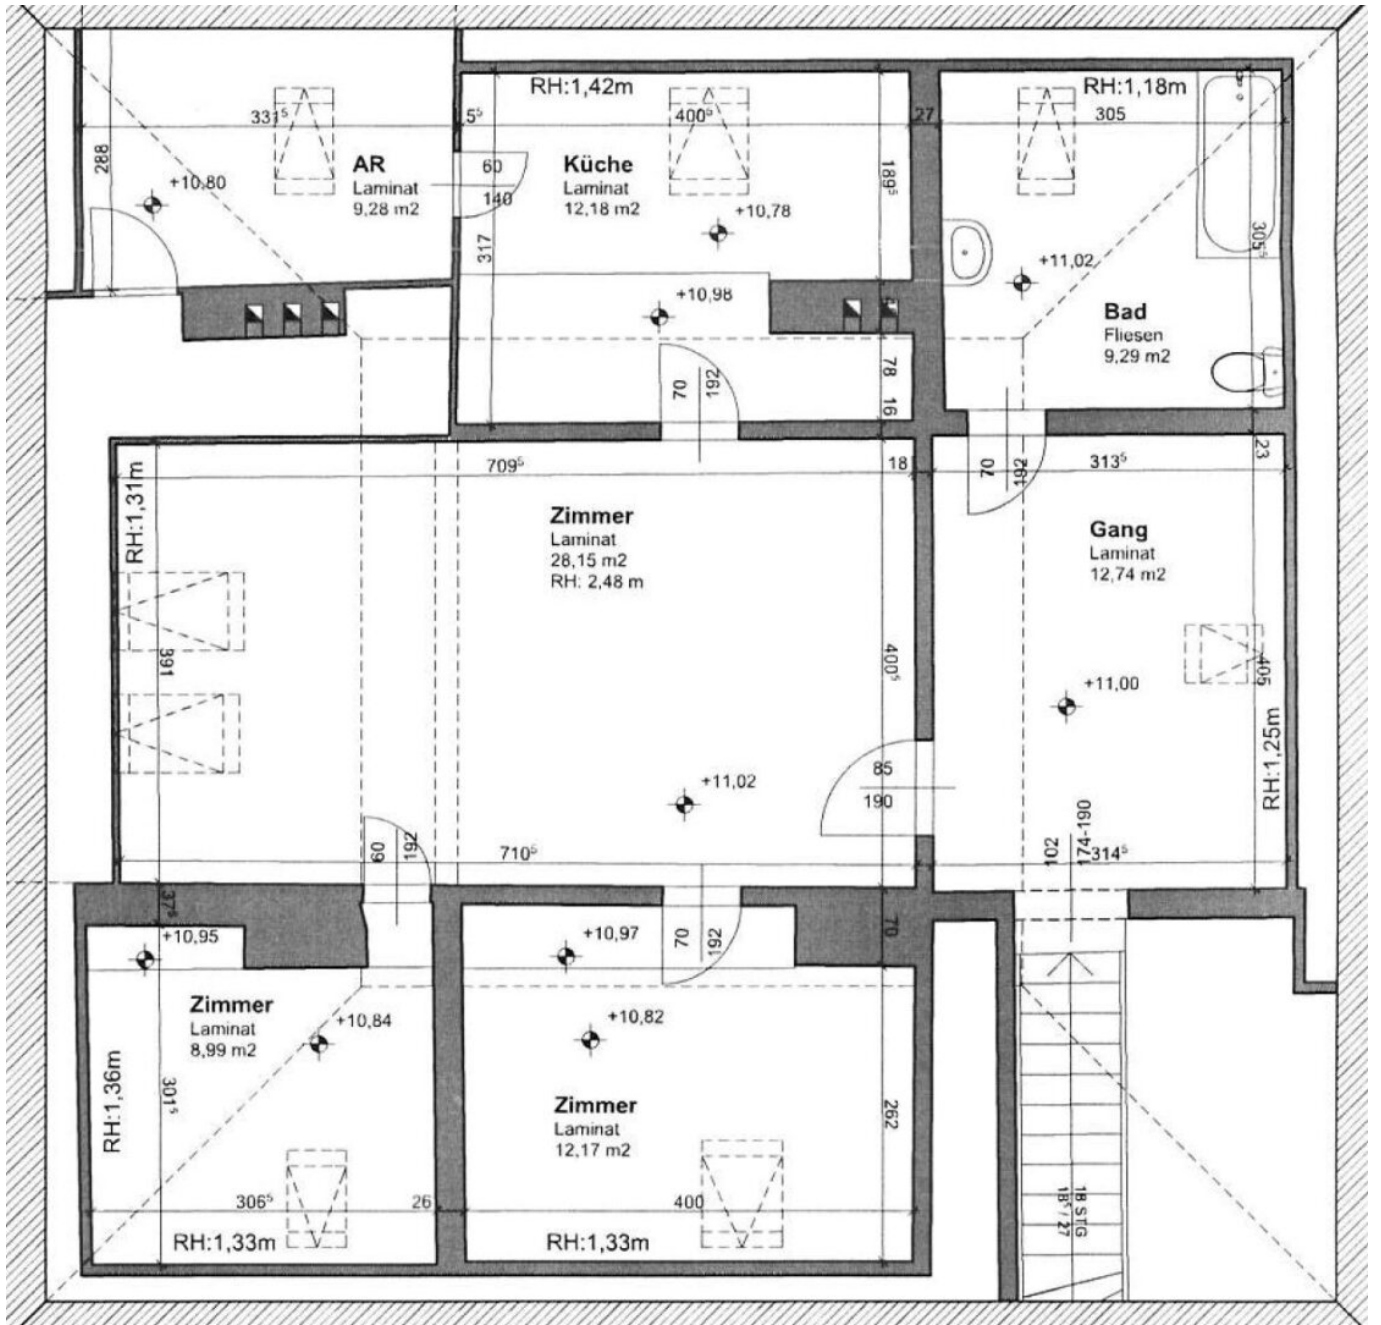 RH:1,42m
RH:1,18m
331⁵
5⁵
400⁵
27
305
288
AR
Laminat
9,28 m2
60
140
Küche
Laminat
12,18 m2
189⁵
+10,80
+10,78
317
305⁵
+11,02
+10,98
Bad
Fliesen
9,29 m2
78
70
192
16
709⁵
18
70
192
313⁵
23
RH:1,31m
Zimmer
Laminat
28,15 m2
RH: 2,48 m
Gang
Laminat
12,74 m2
391
400⁵
405
+11,00
RH:1,25m
+11,02
85
190
60
192
710⁵
102
174-190
314⁵
37⁵
+10,95
+10,97
70
192
70
Zimmer
Laminat
8,99 m2
+10,84
+10,82
RH:1,36m
301⁵
Zimmer
Laminat
12,17 m2
262
306⁵
26
400
RH:1,33m
RH:1,33m
18 STG
18⁵ / 27